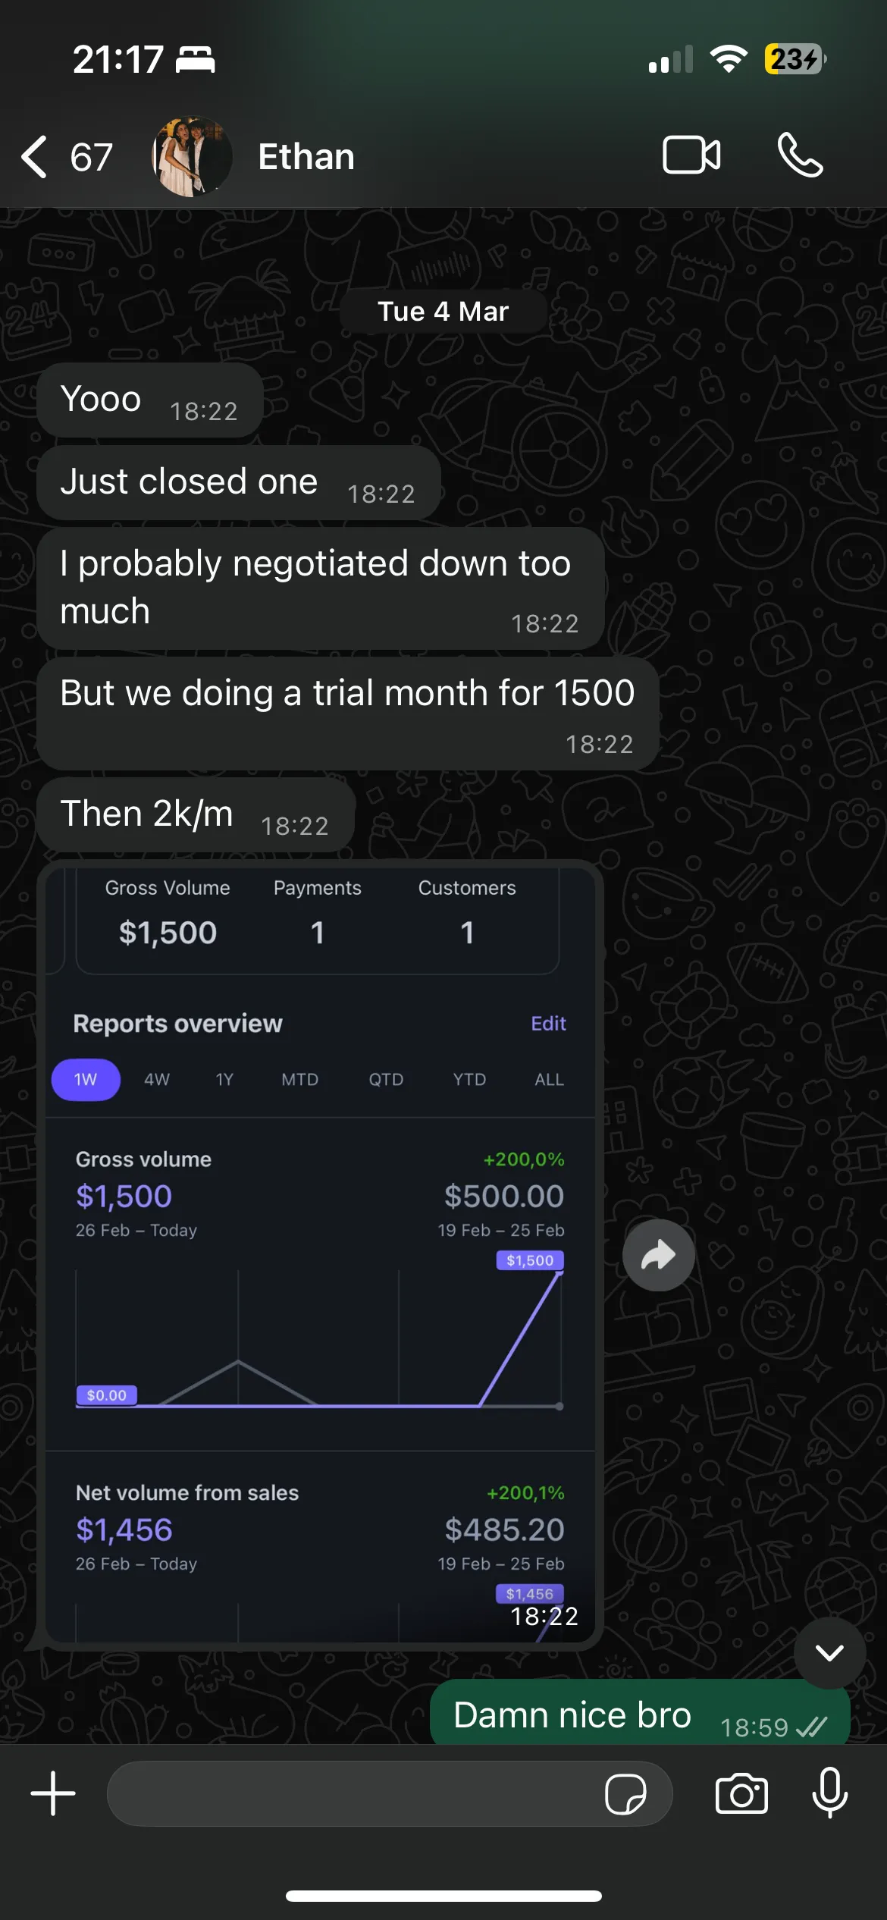 21:17
23
67
Ethan
Tue 4 Mar
Yooo 18:22
Just closed one 18:22
I probably negotiated down too
much 18:22
But we doing a trial month for 1500
18:22
Then 2k/m 18:22
Gross Volume Payments Customers
$1,500 1 1
Reports overview Edit
1W 4W 1Y MTD QTD YTD ALL
Gross volume +200,0%
$1,500 $500.00
26 Feb – Today 19 Feb – 25 Feb
$1,500
$0.00
Net volume from sales +200,1%
$1,456 $485.20
26 Feb – Today 19 Feb – 25 Feb
$1,456
18:22
Damn nice bro 18:59